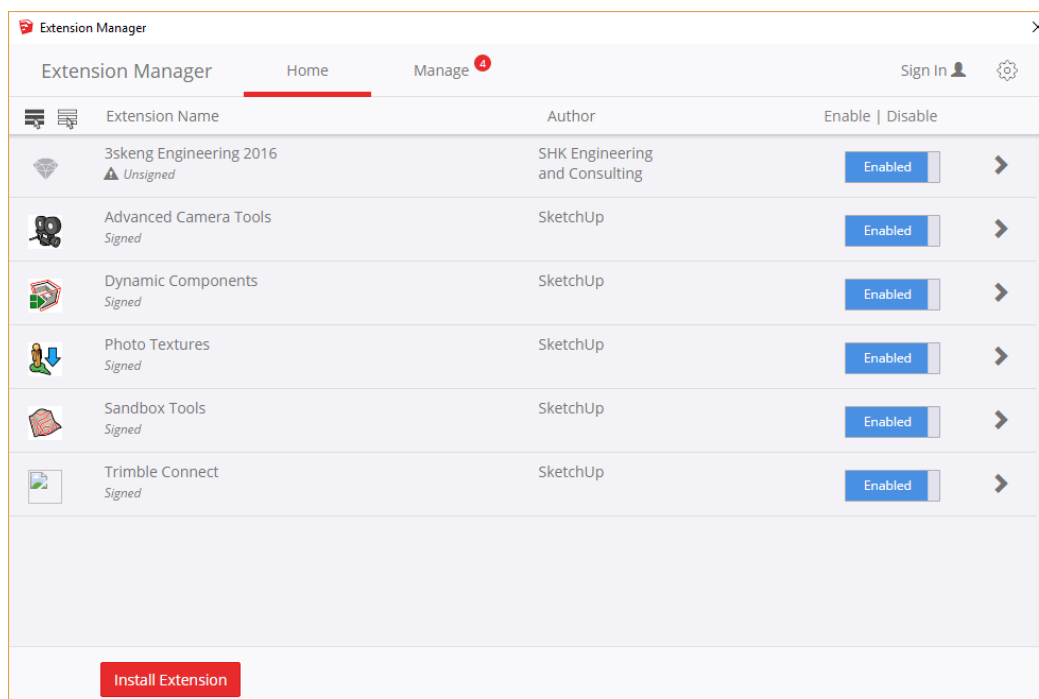 Extension Manager
Extension Manager Home Manage 4 Sign In
Extension Name Author Enable | Disable
3skeng Engineering 2016 SHK Engineering
and Consulting
Unsigned Enabled
Advanced Camera Tools SketchUp
Signed Enabled
Dynamic Components SketchUp
Signed Enabled
Photo Textures SketchUp
Signed Enabled
Sandbox Tools SketchUp
Signed Enabled
Trimble Connect SketchUp
Signed Enabled
Install Extension